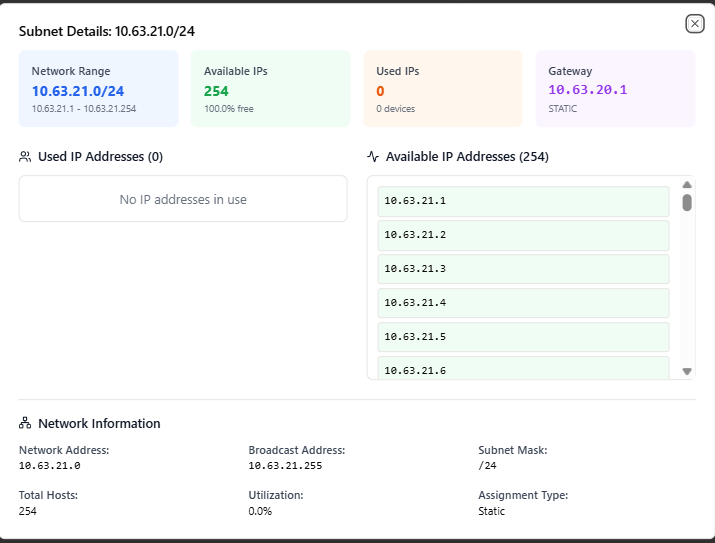 Subnet Details: 10.63.21.0/24
Network Range
10.63.21.0/24
10.63.21.1 - 10.63.21.254
Available IPs
254
100.0% free
Used IPs
0
0 devices
Gateway
10.63.20.1
STATIC
Used IP Addresses (0)
No IP addresses in use
Available IP Addresses (254)
10.63.21.1
10.63.21.2
10.63.21.3
10.63.21.4
10.63.21.5
10.63.21.6
Network Information
Network Address:
10.63.21.0
Broadcast Address:
10.63.21.255
Subnet Mask:
/24
Total Hosts:
254
Utilization:
0.0%
Assignment Type:
Static